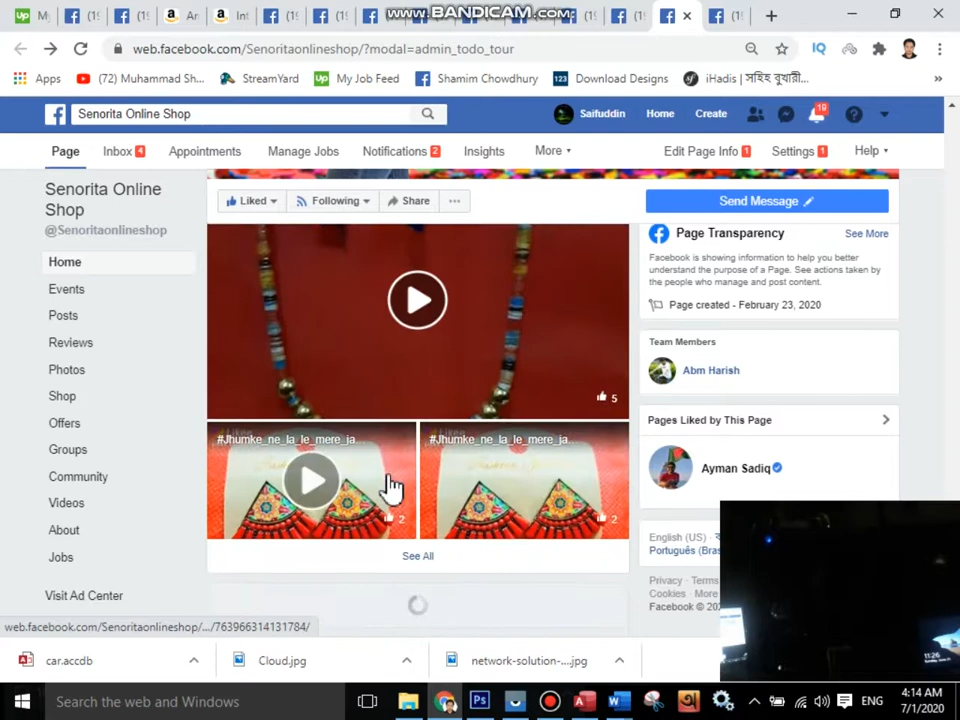 www.BANDICAM.com
web.facebook.com/Senoritaonlineshop/?modal=admin_todo_tour
Apps
(72) Muhammad Sh...
StreamYard
My Job Feed
Shamim Chowdhury
Download Designs
iHadis | সহিহ বুখারী...
Senorita Online Shop
Saifuddin
Home
Create
19
Page
Inbox 4
Appointments
Manage Jobs
Notifications 2
Insights
More
Edit Page Info 1
Settings 1
Help
Senorita Online
Shop
@Senoritaonlineshop
Liked
Following
Share
Send Message
Home
Events
Posts
Reviews
Photos
Shop
Offers
Groups
Community
Videos
About
Jobs
Visit Ad Center
5
#Jhumke_ne_la_le_mere_ja...
2
#Jhumke_ne_la_le_mere_ja...
2
See All
Page Transparency
See More
Facebook is showing information to help you better
understand the purpose of a Page. See actions taken by
the people who manage and post content.
Page created - February 23, 2020
Team Members
Abm Harish
Pages Liked by This Page
Ayman Sadiq
English (US)
Português (Bras
Privacy · Terms
Cookies · More
Facebook ©
web.facebook.com/Senoritaonlineshop/.../763966314131784/
car.accdb
Cloud.jpg
network-solution-....jpg
Search the web and Windows
ENG
4:14 AM
7/1/2020
11:26